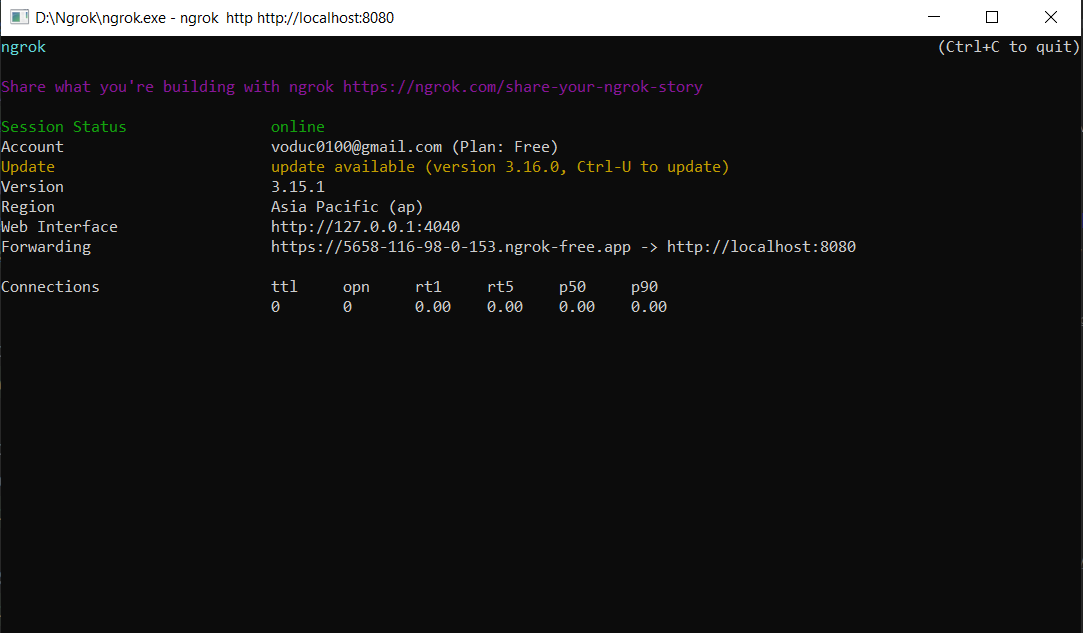 D:\Ngrok\ngrok.exe - ngrok  http http://localhost:8080
ngrok (Ctrl+C to quit)
Share what you're building with ngrok https://ngrok.com/share-your-ngrok-story
Session Status online
Account voduc0100@gmail.com (Plan: Free)
Update update available (version 3.16.0, Ctrl-U to update)
Version 3.15.1
Region Asia Pacific (ap)
Web Interface http://127.0.0.1:4040
Forwarding https://5658-116-98-0-153.ngrok-free.app -> http://localhost:8080
Connections ttl opn rt1 rt5 p50 p90
0 0 0.00 0.00 0.00 0.00